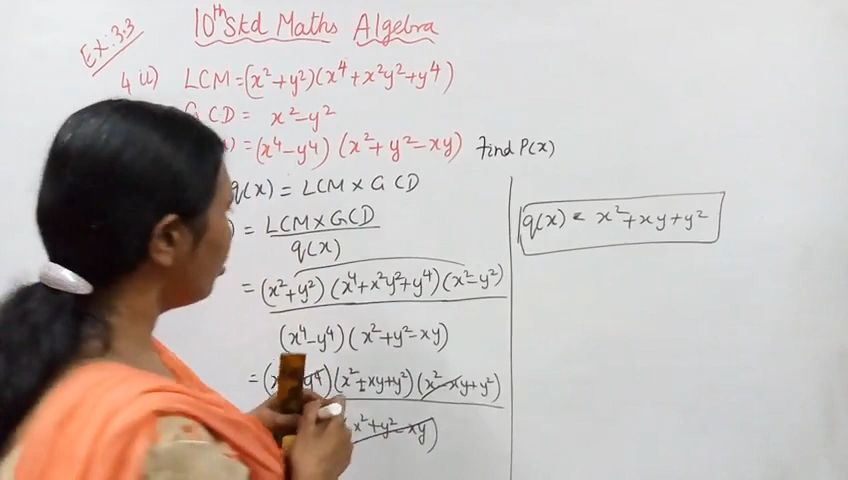 Ex: 3.3
10th Std Maths Algebra
4 ii) LCM = (x²+y²)(x⁴+x²y²+y⁴)
GCD = x²-y²
) = (x⁴-y⁴) (x²+y²-xy) Find P(x)
q(x) = LCM × GCD
) = LCM × GCD
q(x)
= (x²+y²)(x⁴+x²y²+y⁴)(x²-y²)
(x⁴-y⁴)(x²+y²-xy)
= (x⁴-y⁴)(x²+xy+y²)(x²-xy+y²)
x²+y²-xy)
q(x) = x²+xy+y²